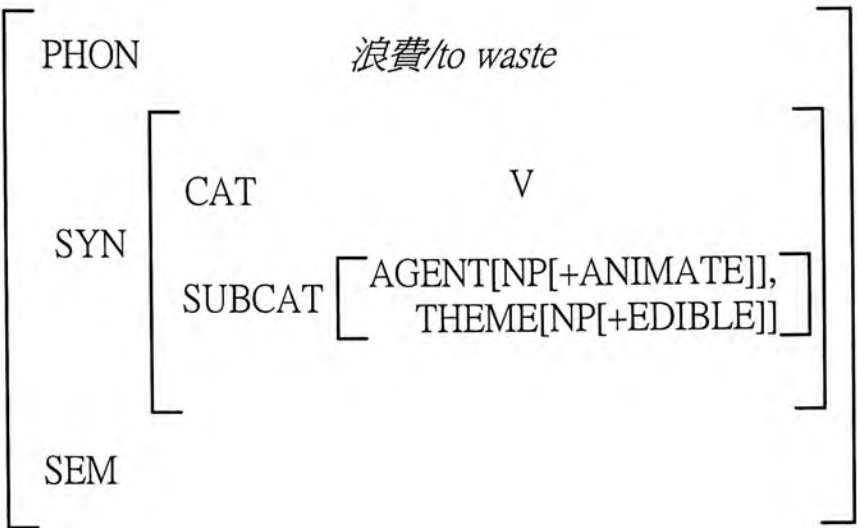 PHON 浪費/to waste
CAT V
SYN
AGENT[NP[+ANIMATE]],
SUBCAT
THEME[NP[+EDIBLE]]
SEM